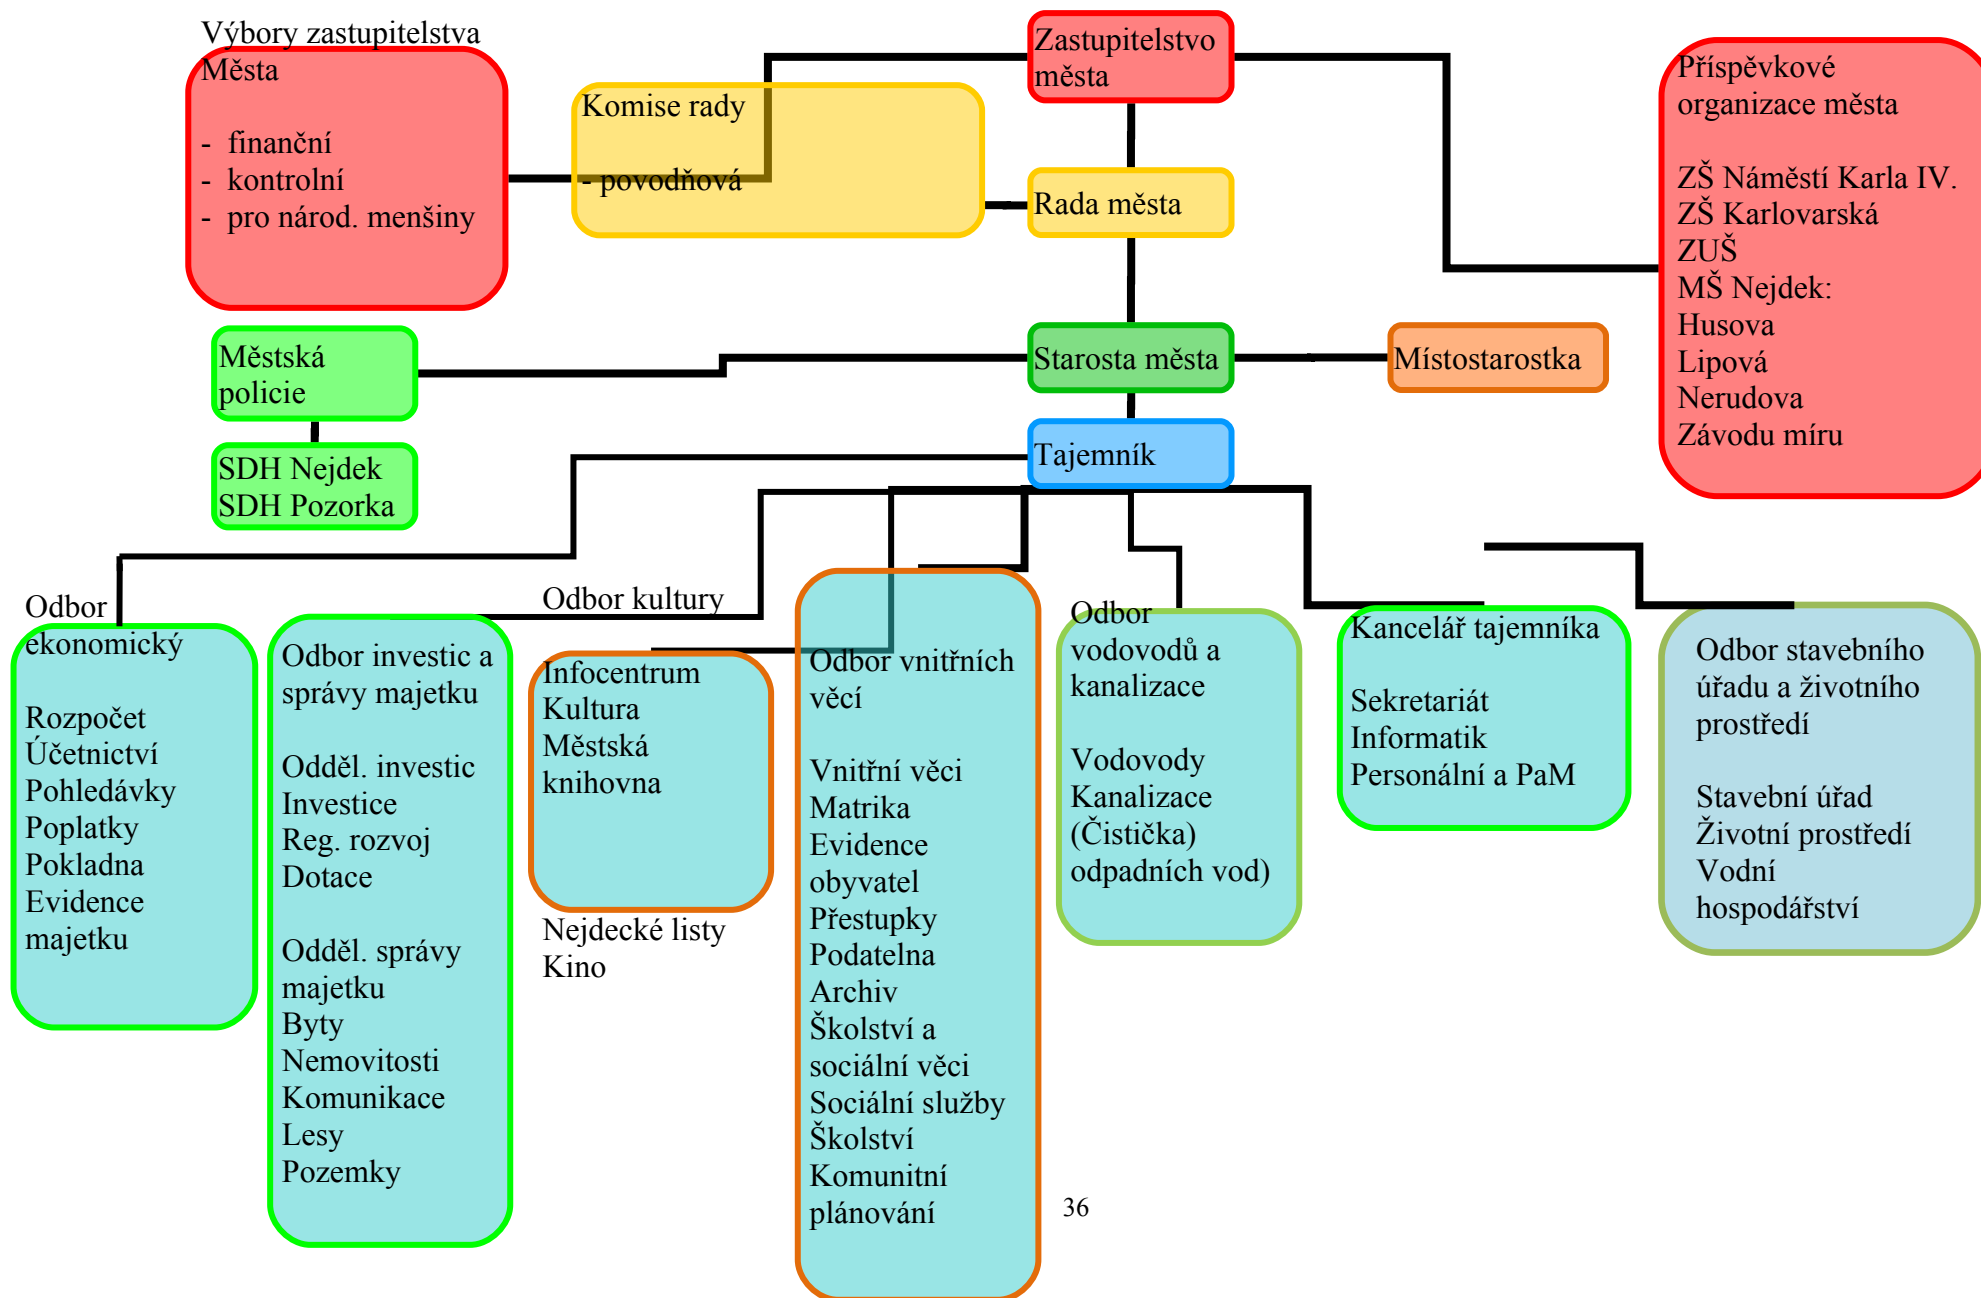 Výbory zastupitelstva
Města
- finanční
- kontrolní
- pro národ. menšiny
Komise rady
- povodňová
Zastupitelstvo
města
Rada města
Příspěvkové
organizace města
ZŠ Náměstí Karla IV.
ZŠ Karlovarská
ZUŠ
MŠ Nejdek:
Husova
Lipová
Nerudova
Závodu míru
Městská
policie
Starosta města
Místostarostka
SDH Nejdek
SDH Pozorka
Tajemník
Odbor
ekonomický
Rozpočet
Účetnictví
Pohledávky
Poplatky
Pokladna
Evidence
majetku
Odbor investic a
správy majetku
Odděl. investic
Investice
Reg. rozvoj
Dotace
Odděl. správy
majetku
Byty
Nemovitosti
Komunikace
Lesy
Pozemky
Odbor kultury
Infocentrum
Kultura
Městská
knihovna
Nejdecké listy
Kino
Odbor vnitřních
věcí
Vnitřní věci
Matrika
Evidence
obyvatel
Přestupky
Podatelna
Archiv
Školství a
sociální věci
Sociální služby
Školství
Komunitní
plánování
Odbor
vodovodů a
kanalizace
Vodovody
Kanalizace
(Čistička)
odpadních vod)
Kancelář tajemníka
Sekretariát
Informatik
Personální a PaM
Odbor stavebního
úřadu a životního
prostředí
Stavební úřad
Životní prostředí
Vodní
hospodářství
36